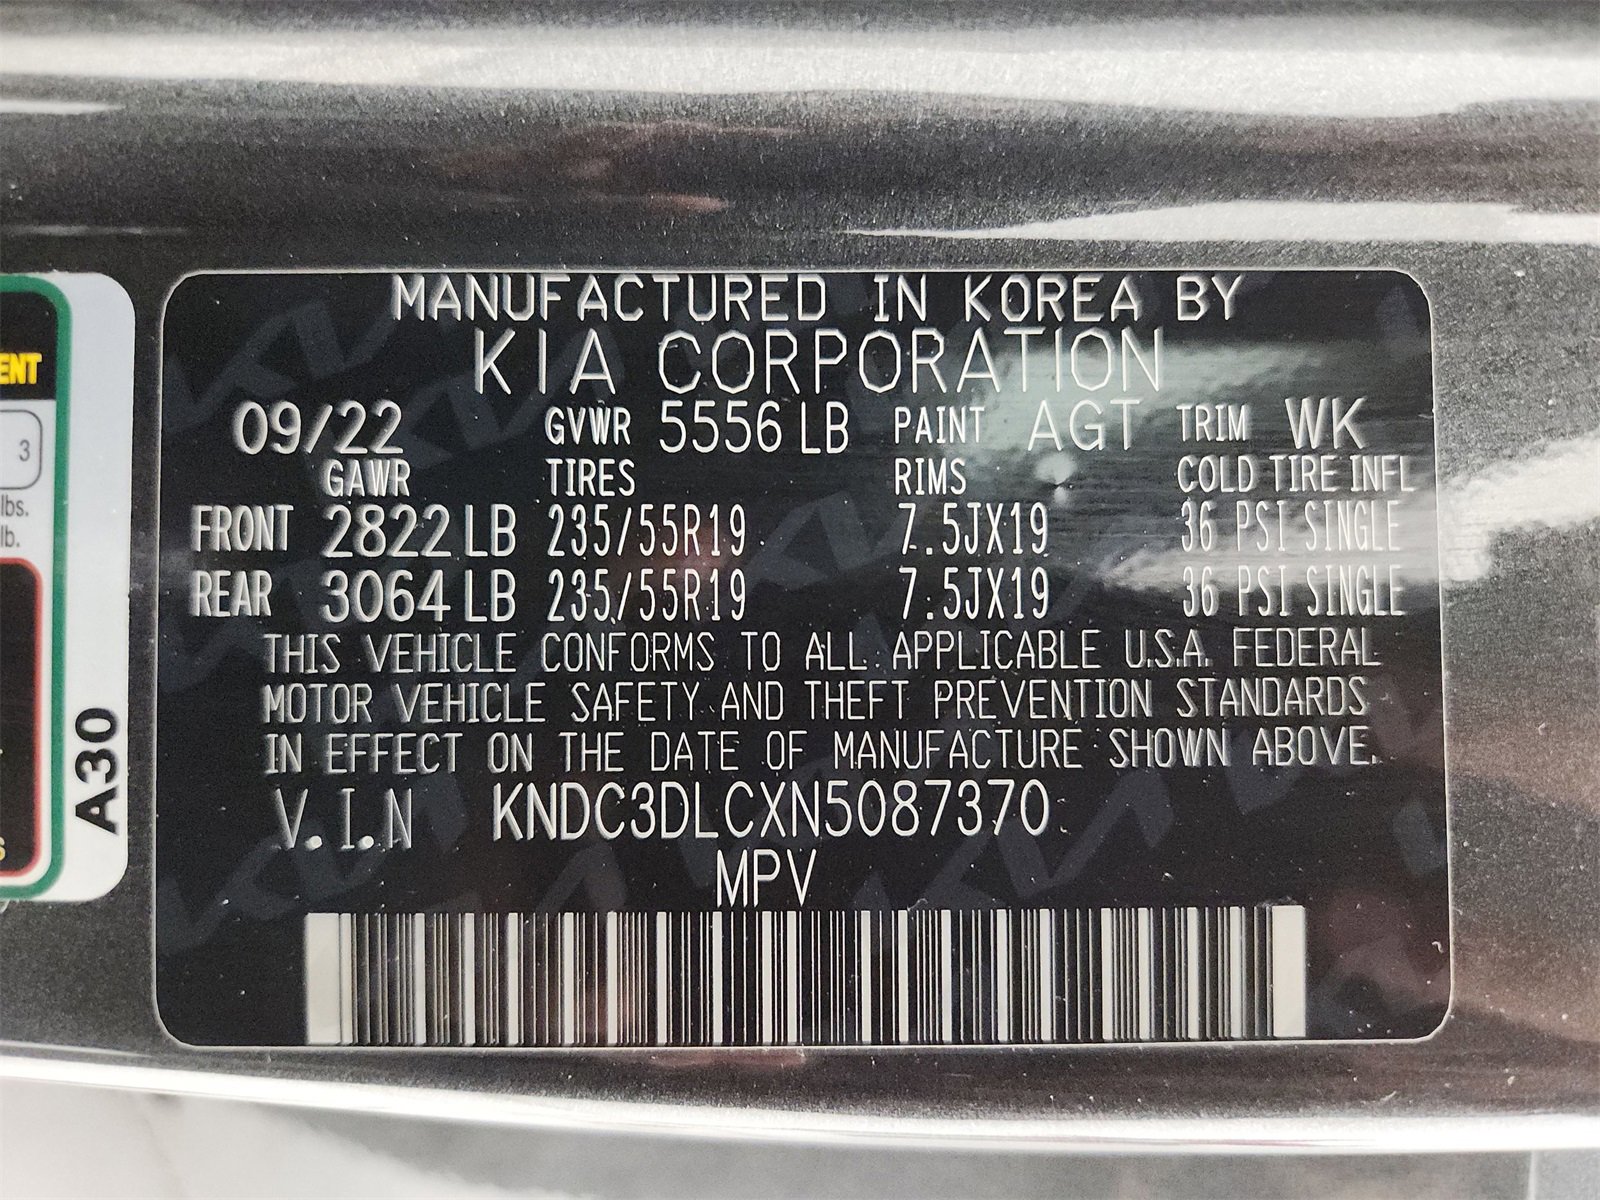 MANUFACTURED IN KOREA BY
KIA CORPORATION
09/22 GVWR 5556 LB PAINT AGT TRIM WK
GAWR TIRES RIMS COLD TIRE INFL
FRONT 2822 LB 235/55R19 7.5JX19 36 PSI SINGLE
REAR 3064 LB 235/55R19 7.5JX19 36 PSI SINGLE
THIS VEHICLE CONFORMS TO ALL APPLICABLE U.S.A. FEDERAL
MOTOR VEHICLE SAFETY AND THEFT PREVENTION STANDARDS
IN EFFECT ON THE DATE OF MANUFACTURE SHOWN ABOVE.
V.I.N KNDC3DLCXN5087370
MPV
ENT
3
lbs.
lb.
A30
S